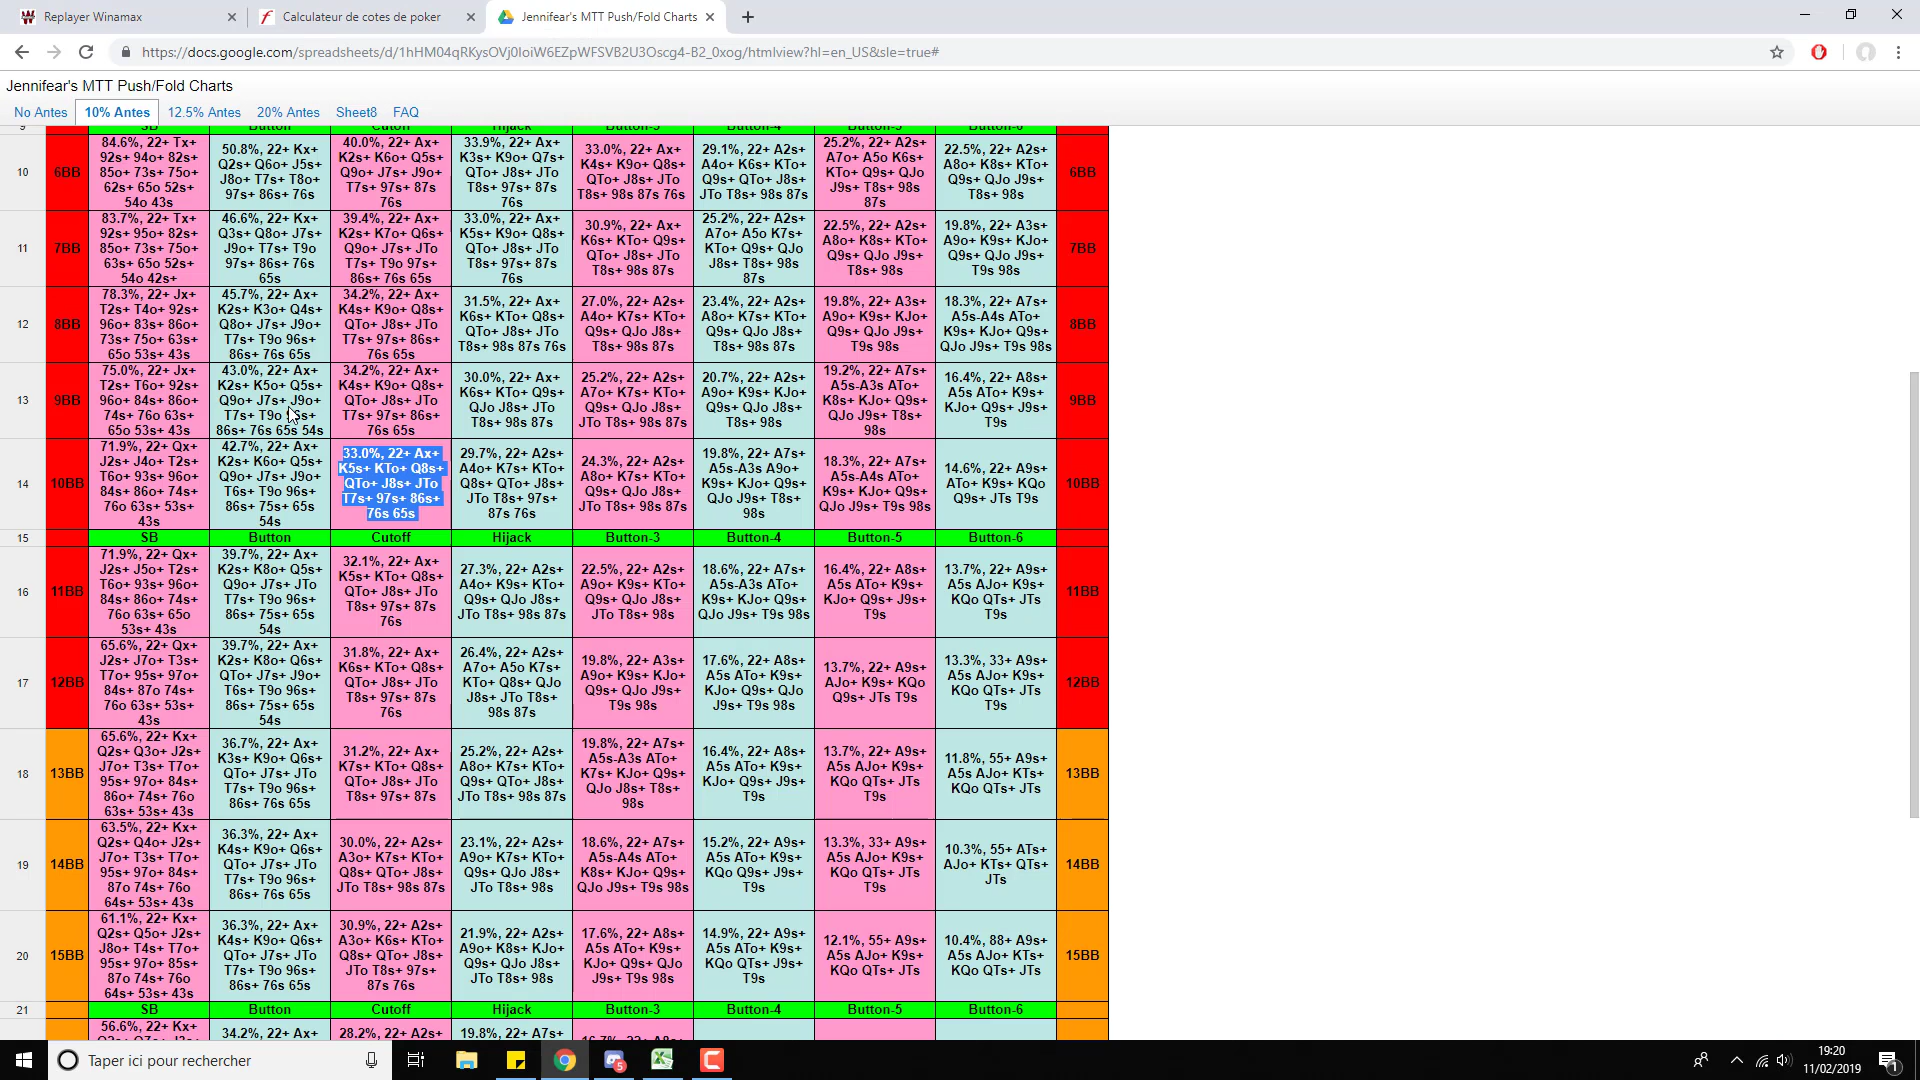 Replayer Winamax
Calculateur de cotes de poker
Jennifear's MTT Push/Fold Charts
https://docs.google.com/spreadsheets/d/1hHM04qRKysOVj0IoiW6EZpWFSVB2U3Oscg4-B2_0xog/htmlview?hl=en_US&sle=true#
Jennifear's MTT Push/Fold Charts
No Antes 10% Antes 12.5% Antes 20% Antes Sheet8 FAQ
9 SB Button Cutoff Hijack Button-3 Button-4 Button-5 Button-6
10
6BB
84.6%, 22+ Tx+
92s+ 94o+ 82s+
85o+ 73s+ 75o+
62s+ 65o 52s+
54o 43s
50.8%, 22+ Kx+
Q2s+ Q6o+ J5s+
J8o+ T7s+ T8o+
97s+ 86s+ 76s
40.0%, 22+ Ax+
K2s+ K6o+ Q5s+
Q9o+ J7s+ J9o+
T7s+ 97s+ 87s
76s
33.9%, 22+ Ax+
K3s+ K9o+ Q7s+
QTo+ J8s+ JTo
T8s+ 97s+ 87s
76s
33.0%, 22+ Ax+
K4s+ K9o+ Q8s+
QTo+ J8s+ JTo
T8s+ 98s 87s 76s
29.1%, 22+ A2s+
A4o+ K6s+ KTo+
Q9s+ QTo+ J8s+
JTo T8s+ 98s 87s
25.2%, 22+ A2s+
A7o+ A5o K6s+
KTo+ Q9s+ QJo
J9s+ T8s+ 98s
87s
22.5%, 22+ A2s+
A8o+ K8s+ KTo+
Q9s+ QJo J9s+
T8s+ 98s
6BB
11
7BB
83.7%, 22+ Tx+
92s+ 95o+ 82s+
85o+ 73s+ 75o+
63s+ 65o 52s+
54o 42s+
46.6%, 22+ Kx+
Q3s+ Q8o+ J7s+
J9o+ T7s+ T9o
97s+ 86s+ 76s
65s
39.4%, 22+ Ax+
K2s+ K7o+ Q6s+
Q9o+ J7s+ JTo
T7s+ T9o 97s+
86s+ 76s 65s
33.0%, 22+ Ax+
K5s+ K9o+ Q8s+
QTo+ J8s+ JTo
T8s+ 97s+ 87s
76s
30.9%, 22+ Ax+
K6s+ KTo+ Q9s+
QTo+ J8s+ JTo
T8s+ 98s 87s
25.2%, 22+ A2s+
A7o+ A5o K7s+
KTo+ Q9s+ QJo
J8s+ T8s+ 98s
87s
22.5%, 22+ A2s+
A8o+ K8s+ KTo+
Q9s+ QJo J9s+
T8s+ 98s
19.8%, 22+ A3s+
A9o+ K9s+ KJo+
Q9s+ QJo J9s+
T9s 98s
7BB
12
8BB
78.3%, 22+ Jx+
T2s+ T4o+ 92s+
96o+ 83s+ 86o+
73s+ 75o+ 63s+
65o 53s+ 43s
45.7%, 22+ Ax+
K2s+ K3o+ Q4s+
Q8o+ J7s+ J9o+
T7s+ T9o 96s+
86s+ 76s 65s
34.2%, 22+ Ax+
K4s+ K9o+ Q8s+
QTo+ J8s+ JTo
T7s+ 97s+ 86s+
76s 65s
31.5%, 22+ Ax+
K6s+ KTo+ Q8s+
QTo+ J8s+ JTo
T8s+ 98s 87s 76s
27.0%, 22+ A2s+
A4o+ K7s+ KTo+
Q9s+ QJo J8s+
T8s+ 98s 87s
23.4%, 22+ A2s+
A8o+ K7s+ KTo+
Q9s+ QJo J8s+
T8s+ 98s 87s
19.8%, 22+ A3s+
A9o+ K9s+ KJo+
Q9s+ QJo J9s+
T9s 98s
18.3%, 22+ A7s+
A5s-A4s ATo+
K9s+ KJo+ Q9s+
QJo J9s+ T9s 98s
8BB
13
9BB
75.0%, 22+ Jx+
T2s+ T6o+ 92s+
96o+ 84s+ 86o+
74s+ 76o 63s+
65o 53s+ 43s
43.0%, 22+ Ax+
K2s+ K5o+ Q5s+
Q9o+ J7s+ J9o+
T7s+ T9o s+
86s+ 76s 65s 54s
34.2%, 22+ Ax+
K4s+ K9o+ Q8s+
QTo+ J8s+ JTo
T7s+ 97s+ 86s+
76s 65s
30.0%, 22+ Ax+
K6s+ KTo+ Q9s+
QJo J8s+ JTo
T8s+ 98s 87s
25.2%, 22+ A2s+
A7o+ K7s+ KTo+
Q9s+ QJo J8s+
JTo T8s+ 98s 87s
20.7%, 22+ A2s+
A9o+ K9s+ KJo+
Q9s+ QJo J9s+
T8s+ 98s
19.2%, 22+ A7s+
A5s-A3s ATo+
K8s+ KJo+ Q9s+
QJo J9s+ T8s+
98s
16.4%, 22+ A8s+
A5s ATo+ K9s+
KJo+ Q9s+ J9s+
T9s
9BB
14
10BB
71.9%, 22+ Qx+
J2s+ J4o+ T2s+
T6o+ 93s+ 96o+
84s+ 86o+ 74s+
76o 63s+ 53s+
43s
42.7%, 22+ Ax+
K2s+ K6o+ Q5s+
Q9o+ J7s+ J9o+
T6s+ T9o 96s+
86s+ 75s+ 65s
54s
33.0%, 22+ Ax+
K5s+ KTo+ Q8s+
QTo+ J8s+ JTo
T7s+ 97s+ 86s+
76s 65s
29.7%, 22+ A2s+
A4o+ K7s+ KTo+
Q8s+ QTo+ J8s+
JTo T8s+ 97s+
87s 76s
24.3%, 22+ A2s+
A8o+ K7s+ KTo+
Q9s+ QJo J8s+
JTo T8s+ 98s 87s
19.8%, 22+ A7s+
A5s-A3s A9o+
K9s+ KJo+ Q9s+
QJo J9s+ T8s+
98s
18.3%, 22+ A7s+
A5s-A4s ATo+
K9s+ KJo+ Q9s+
QJo J9s+ T9s 98s
14.6%, 22+ A9s+
ATo+ K9s+ KQo
Q9s+ JTs T9s
10BB
15 SB Button Cutoff Hijack Button-3 Button-4 Button-5 Button-6
16
11BB
71.9%, 22+ Qx+
J2s+ J5o+ T2s+
T6o+ 93s+ 96o+
84s+ 86o+ 74s+
76o 63s+ 65o
53s+ 43s
39.7%, 22+ Ax+
K2s+ K8o+ Q5s+
Q9o+ J7s+ JTo
T7s+ T9o 96s+
86s+ 75s+ 65s
54s
32.1%, 22+ Ax+
K5s+ KTo+ Q8s+
QTo+ J8s+ JTo
T8s+ 97s+ 87s
76s
27.3%, 22+ A2s+
A4o+ K9s+ KTo+
Q9s+ QJo J8s+
JTo T8s+ 98s 87s
22.5%, 22+ A2s+
A9o+ K9s+ KTo+
Q9s+ QJo J8s+
JTo T8s+ 98s
18.6%, 22+ A7s+
A5s-A3s ATo+
K9s+ KJo+ Q9s+
QJo J9s+ T9s 98s
16.4%, 22+ A8s+
A5s ATo+ K9s+
KJo+ Q9s+ J9s+
T9s
13.7%, 22+ A9s+
A5s AJo+ K9s+
KQo QTs+ JTs
T9s
11BB
17
12BB
65.6%, 22+ Qx+
J2s+ J7o+ T3s+
T7o+ 95s+ 97o+
84s+ 87o 74s+
76o 63s+ 53s+
43s
39.7%, 22+ Ax+
K2s+ K8o+ Q6s+
QTo+ J7s+ J9o+
T6s+ T9o 96s+
86s+ 75s+ 65s
54s
31.8%, 22+ Ax+
K6s+ KTo+ Q8s+
QTo+ J8s+ JTo
T8s+ 97s+ 87s
76s
26.4%, 22+ A2s+
A7o+ A5o K7s+
KTo+ Q8s+ QJo
J8s+ JTo T8s+
98s 87s
19.8%, 22+ A3s+
A9o+ K9s+ KJo+
Q9s+ QJo J9s+
T9s 98s
17.6%, 22+ A8s+
A5s ATo+ K9s+
KJo+ Q9s+ QJo
J9s+ T9s 98s
13.7%, 22+ A9s+
AJo+ K9s+ KQo
Q9s+ JTs T9s
13.3%, 33+ A9s+
A5s AJo+ K9s+
KQo QTs+ JTs
T9s
12BB
18
13BB
65.6%, 22+ Kx+
Q2s+ Q3o+ J2s+
J7o+ T3s+ T7o+
95s+ 97o+ 84s+
86o+ 74s+ 76o
63s+ 53s+ 43s
36.7%, 22+ Ax+
K3s+ K9o+ Q6s+
QTo+ J7s+ JTo
T7s+ T9o 96s+
86s+ 76s 65s
31.2%, 22+ Ax+
K7s+ KTo+ Q8s+
QTo+ J8s+ JTo
T8s+ 97s+ 87s
25.2%, 22+ A2s+
A8o+ K7s+ KTo+
Q9s+ QTo+ J8s+
JTo T8s+ 98s 87s
19.8%, 22+ A7s+
A5s-A3s ATo+
K7s+ KJo+ Q9s+
QJo J8s+ T8s+
98s
16.4%, 22+ A8s+
A5s ATo+ K9s+
KJo+ Q9s+ J9s+
T9s
13.7%, 22+ A9s+
A5s AJo+ K9s+
KQo QTs+ JTs
T9s
11.8%, 55+ A9s+
A5s AJo+ KTs+
KQo QTs+ JTs
13BB
19
14BB
63.5%, 22+ Kx+
Q2s+ Q4o+ J2s+
J7o+ T3s+ T7o+
95s+ 97o+ 84s+
87o 74s+ 76o
64s+ 53s+ 43s
36.3%, 22+ Ax+
K4s+ K9o+ Q6s+
QTo+ J7s+ JTo
T7s+ T9o 96s+
86s+ 76s 65s
30.0%, 22+ A2s+
A3o+ K7s+ KTo+
Q8s+ QTo+ J8s+
JTo T8s+ 98s 87s
23.1%, 22+ A2s+
A9o+ K7s+ KTo+
Q9s+ QJo J8s+
JTo T8s+ 98s
18.6%, 22+ A7s+
A5s-A4s ATo+
K8s+ KJo+ Q9s+
QJo J9s+ T9s 98s
15.2%, 22+ A9s+
A5s ATo+ K9s+
KQo Q9s+ J9s+
T9s
13.3%, 33+ A9s+
A5s AJo+ K9s+
KQo QTs+ JTs
T9s
10.3%, 55+ ATs+
AJo+ KTs+ QTs+
JTs
14BB
20
15BB
61.1%, 22+ Kx+
Q2s+ Q5o+ J2s+
J8o+ T4s+ T7o+
95s+ 97o+ 85s+
87o 74s+ 76o
64s+ 53s+ 43s
36.3%, 22+ Ax+
K4s+ K9o+ Q6s+
QTo+ J7s+ JTo
T7s+ T9o 96s+
86s+ 76s 65s
30.9%, 22+ A2s+
A3o+ K6s+ KTo+
Q8s+ QTo+ J8s+
JTo T8s+ 97s+
87s 76s
21.9%, 22+ A2s+
A9o+ K8s+ KJo+
Q9s+ QJo J8s+
JTo T8s+ 98s
17.6%, 22+ A8s+
A5s ATo+ K9s+
KJo+ Q9s+ QJo
J9s+ T9s 98s
14.9%, 22+ A9s+
A5s ATo+ K9s+
KQo QTs+ J9s+
T9s
12.1%, 55+ A9s+
A5s AJo+ K9s+
KQo QTs+ JTs
10.4%, 88+ A9s+
A5s AJo+ KTs+
KQo QTs+ JTs
15BB
21 SB Button Cutoff Hijack Button-3 Button-4 Button-5 Button-6
56.6%, 22+ Kx+
34.2%, 22+ Ax+
28.2%, 22+ A2s+
19.8%, 22+ A7s+
Taper ici pour rechercher
5
19:20
11/02/2019
1